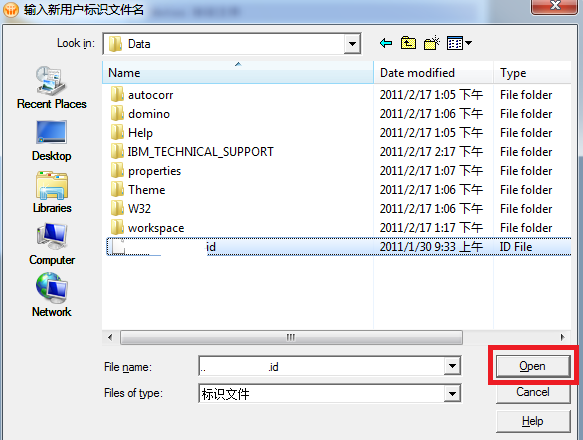 输入新用户标识文件名
Look in: Data
Name Date modified Type
autocorr 2011/2/17 1:05 下午 File folder
domino 2011/2/17 1:06 下午 File folder
Help 2011/2/17 1:05 下午 File folder
IBM_TECHNICAL_SUPPORT 2011/2/17 2:17 下午 File folder
properties 2011/2/17 1:07 下午 File folder
Theme 2011/2/17 1:06 下午 File folder
W32 2011/2/17 1:06 下午 File folder
workspace 2011/2/17 1:17 下午 File folder
id 2011/1/30 9:33 上午 ID File
Recent Places
Desktop
Libraries
Computer
Network
File name: .. .id Open
Files of type: 标识文件 Cancel
Help